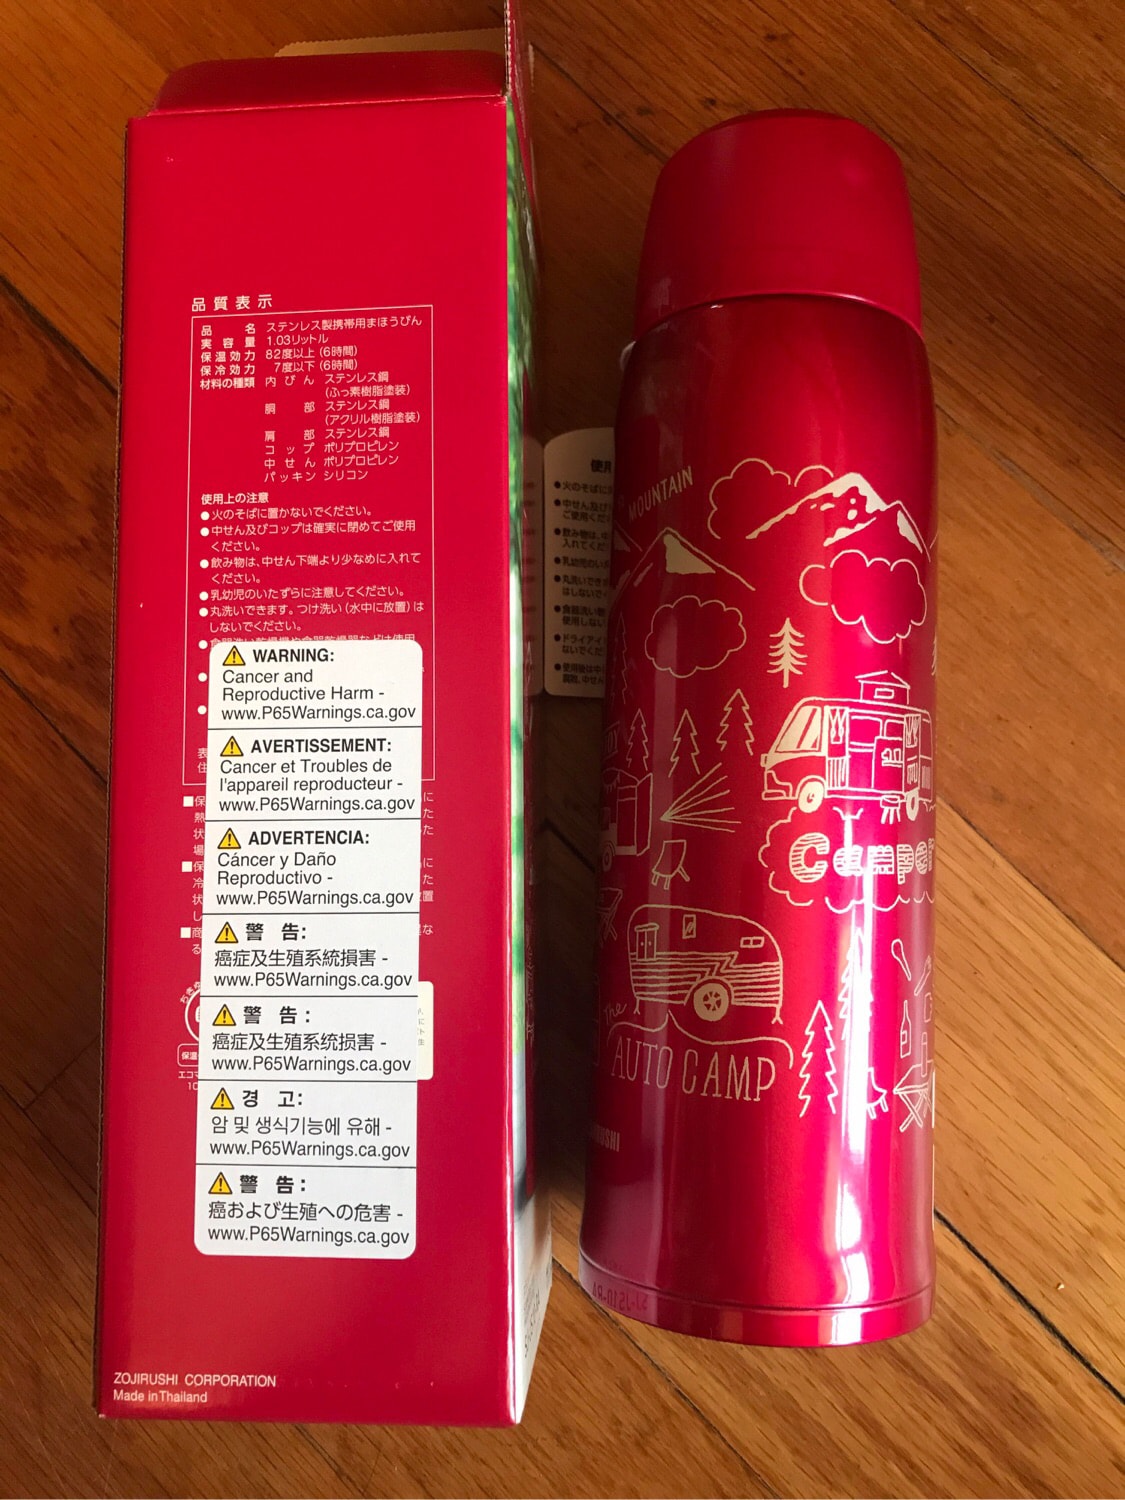 品質表示
品名 ステンレス製携帯用まほうびん
実容量 1.03リットル
保温効力 82度以上(6時間)
保冷効力 7度以下(6時間)
材料の種類 内びん ステンレス鋼
(ふっ素樹脂塗装)
胴部 ステンレス鋼
(アクリル樹脂塗装)
肩部 ステンレス鋼
コップ ポリプロピレン
中せん ポリプロピレン
パッキン シリコン
使用上の注意
●火のそばに置かないでください。
●中せん及びコップは確実に閉めてご使用
ください。
●飲み物は、中せん下端より少なめに入れて
ください。
●乳幼児のいたずらに注意してください。
●丸洗いできます。つけ洗い(水中に放置)は
しないでください。
WARNING:
Cancer and
Reproductive Harm -
www.P65Warnings.ca.gov
AVERTISSEMENT:
Cancer et Troubles de
l'appareil reproducteur -
www.P65Warnings.ca.gov
ADVERTENCIA:
Cáncer y Daño
Reproductivo -
www.P65Warnings.ca.gov
警 告:
癌症及生殖系統損害 -
www.P65Warnings.ca.gov
警 告:
癌症及生殖系统损害 -
www.P65Warnings.ca.gov
경 고:
암 및 생식기능에 유해 -
www.P65Warnings.ca.gov
警 告:
癌および生殖への危害 -
www.P65Warnings.ca.gov
ZOJIRUSHI CORPORATION
Made in Thailand
MOUNTAIN
Camper
The
AUTO CAMP